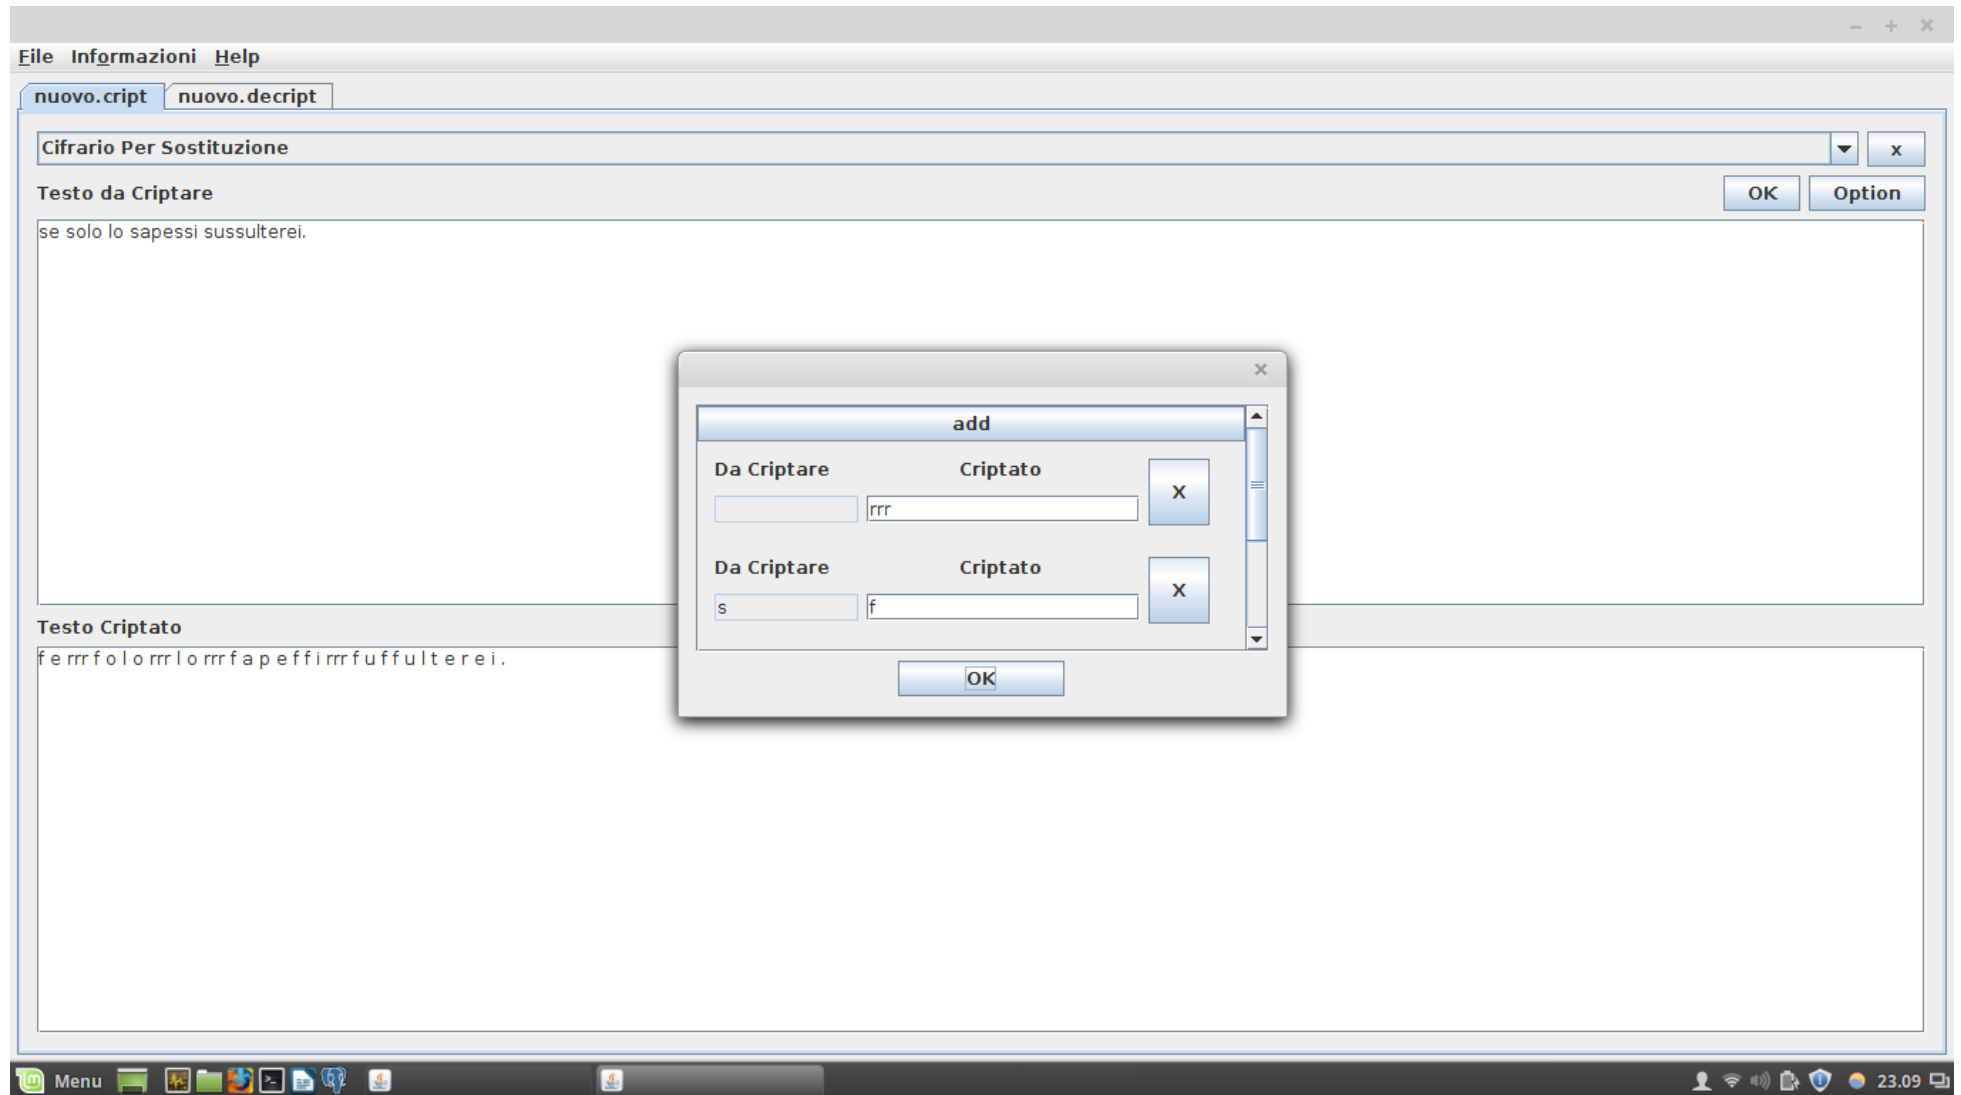 File Informazioni Help
nuovo.cript nuovo.decript
Cifrario Per Sostituzione
x
Testo da Criptare
OK Option
se solo lo sapessi sussulterei.
add
Da Criptare Criptato
X
rrr
Da Criptare Criptato
X
s f
OK
Testo Criptato
f e rrr f o l o rrr l o rrr f a p e f f i rrr f u f f u l t e r e i .
Menu
23.09